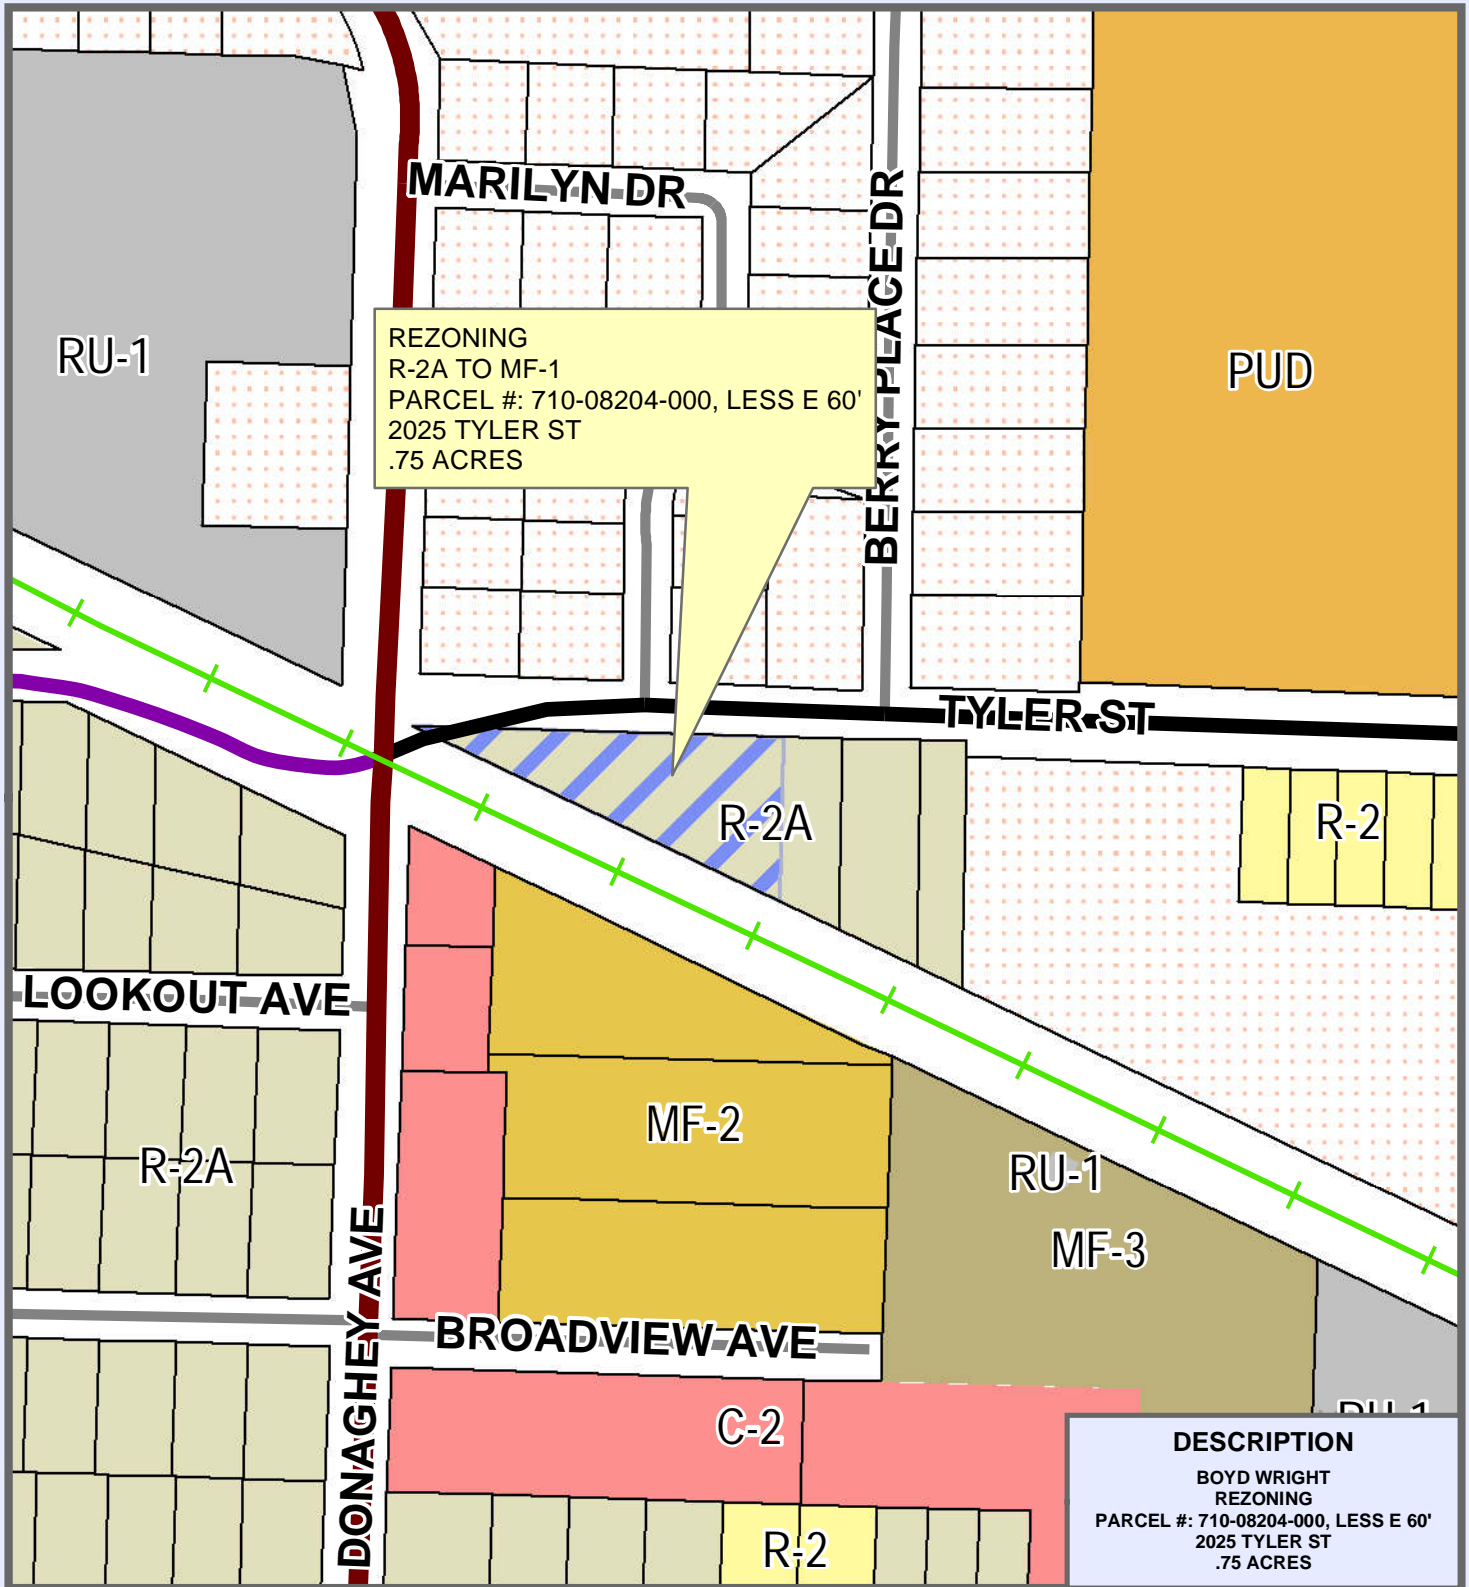 MARILYN DR
BERRY PLACE DR
RU-1
REZONING
R-2A TO MF-1
PARCEL #: 710-08204-000, LESS E 60'
2025 TYLER ST
.75 ACRES
PUD
TYLER ST
R-2A
R-2
LOOKOUT AVE
MF-2
R-2A
RU-1
MF-3
DONAGHEY AVE
BROADVIEW AVE
C-2
RU-1
R-2
DESCRIPTION
BOYD WRIGHT
REZONING
PARCEL #: 710-08204-000, LESS E 60'
2025 TYLER ST
.75 ACRES